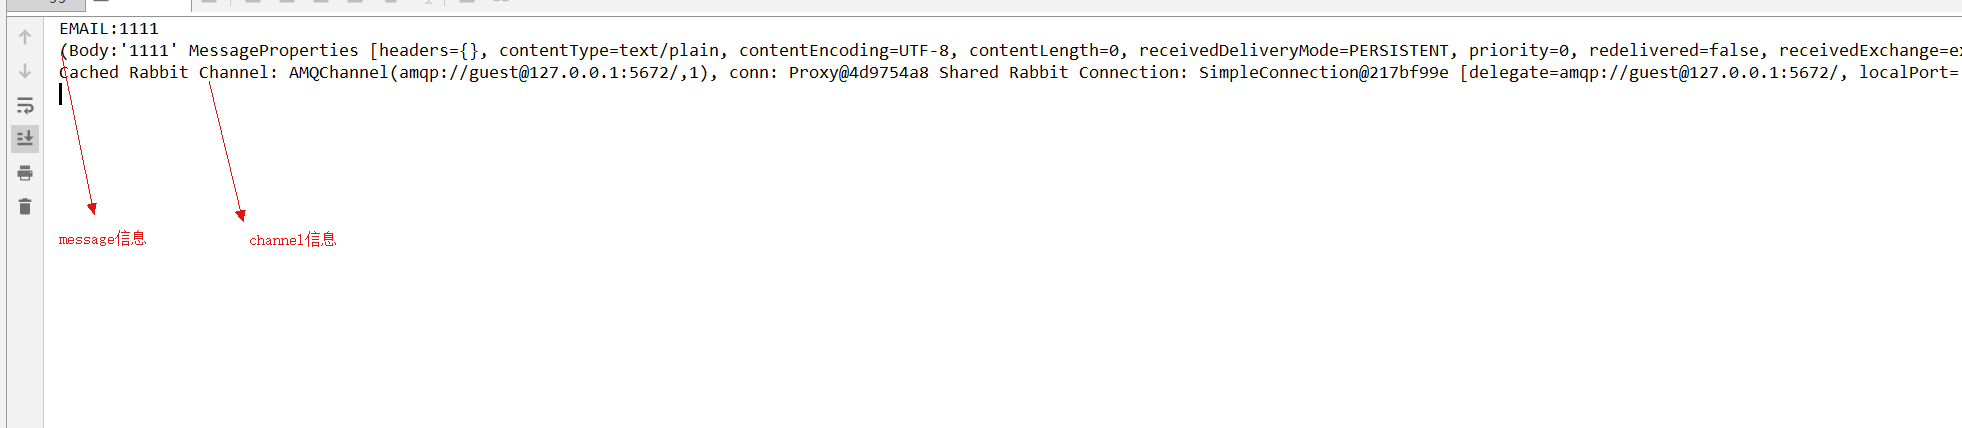 EMAIL:1111
(Body:'1111' MessageProperties [headers={}, contentType=text/plain, contentEncoding=UTF-8, contentLength=0, receivedDeliveryMode=PERSISTENT, priority=0, redelivered=false, receivedExchange=e
Cached Rabbit Channel: AMQChannel(amqp://guest@127.0.0.1:5672/,1), conn: Proxy@4d9754a8 Shared Rabbit Connection: SimpleConnection@217bf99e [delegate=amqp://guest@127.0.0.1:5672/, localPort=
message信息
channel信息